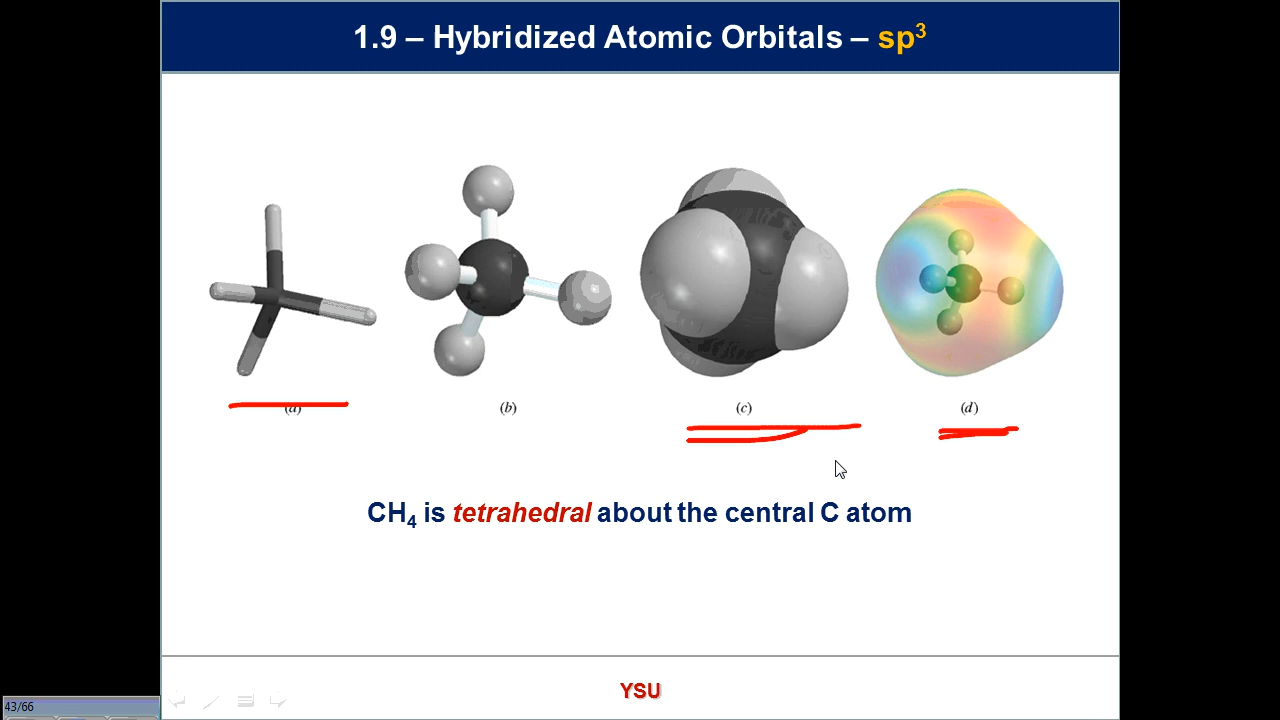 1.9 – Hybridized Atomic Orbitals – sp³
(a)
(b)
(c)
(d)
CH₄ is tetrahedral about the central C atom
YSU
43/66